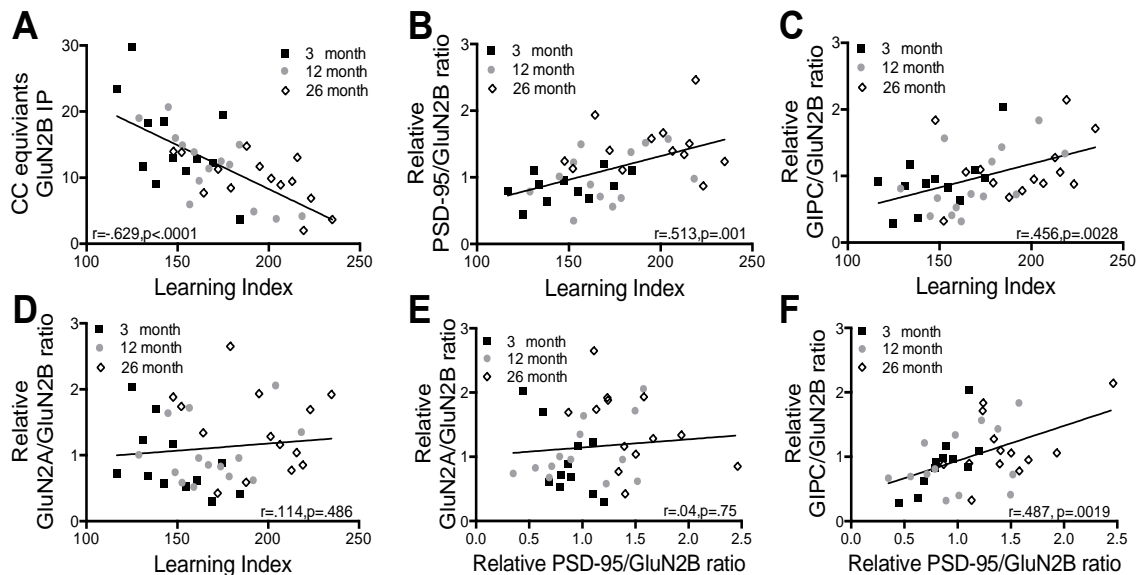 A
CC equiviants
GluN2B IP
30
20
10
0
3 month
12 month
26 month
r=-.629,p<.0001
100
150
200
250
Learning Index
B
Relative
PSD-95/GluN2B ratio
3
2
1
0
3 month
12 month
26 month
r=.513,p=.001
100
150
200
250
Learning Index
C
Relative
GIPC/GluN2B ratio
3
2
1
0
3 month
12 month
26 month
r=.456,p=.0028
100
150
200
250
Learning Index
D
Relative
GluN2A/GluN2B ratio
3
2
1
0
3 month
12 month
26 month
r=.114,p=.486
100
150
200
250
Learning Index
E
Relative
GluN2A/GluN2B ratio
3
2
1
0
3 month
12 month
26 month
r=.04,p=.75
0.0
0.5
1.0
1.5
2.0
2.5
Relative PSD-95/GluN2B ratio
F
Relative
GIPC/GluN2B ratio
3
2
1
0
3 month
12 month
26 month
r=.487, p=.0019
0.0
0.5
1.0
1.5
2.0
2.5
Relative PSD-95/GluN2B ratio